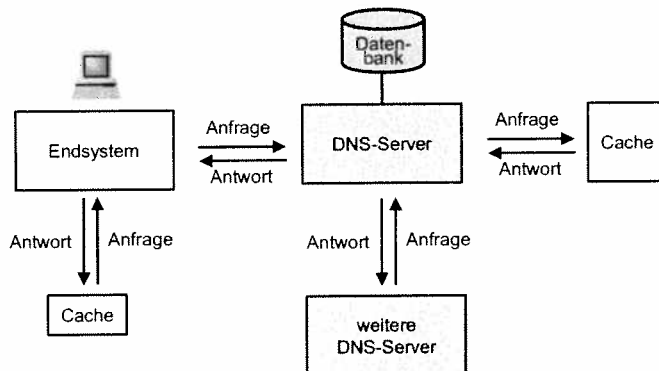 Daten-
bank
Endsystem
Anfrage
Antwort
DNS-Server
Anfrage
Antwort
Cache
Antwort
Anfrage
Antwort
Anfrage
Cache
weitere
DNS-Server